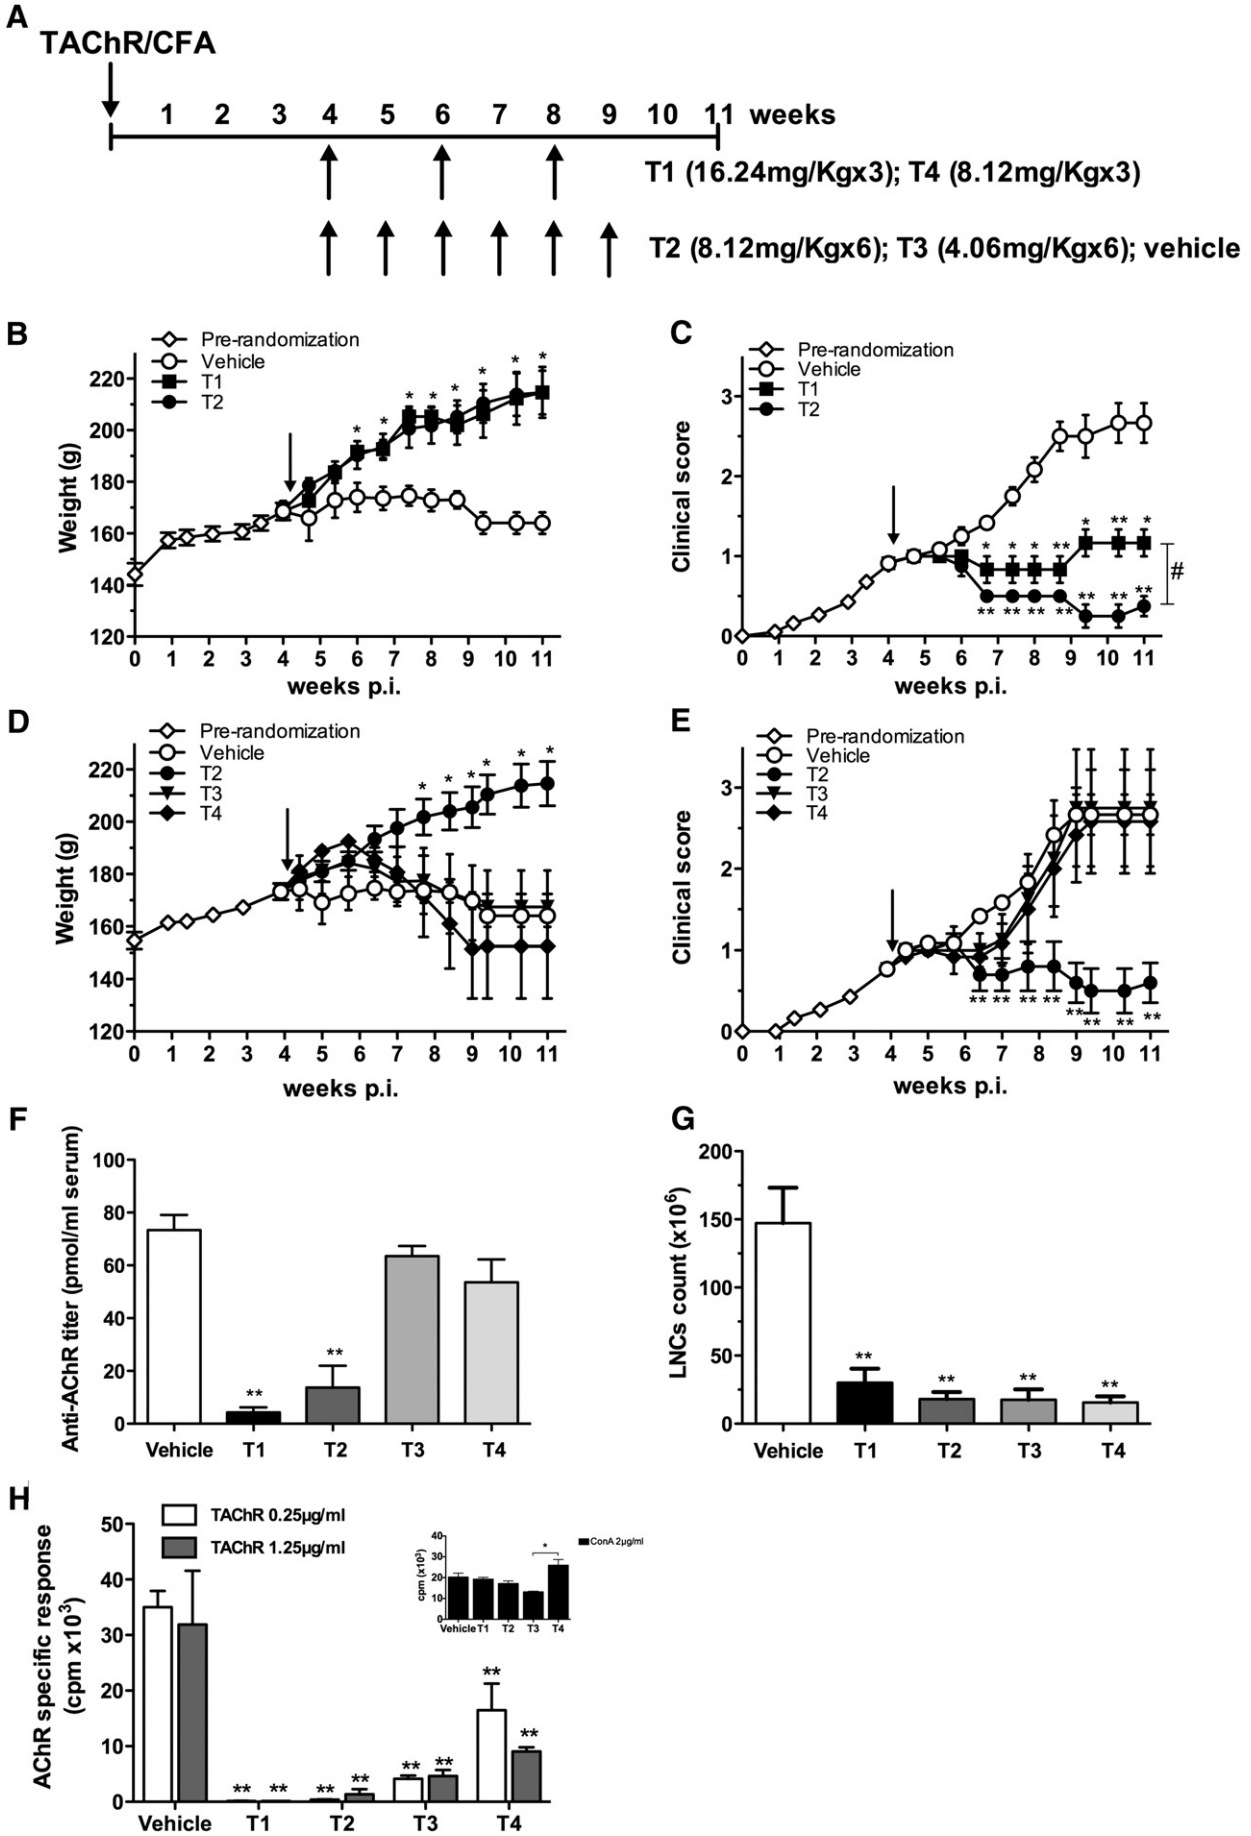 A
TAChR/CFA
1 2 3 4 5 6 7 8 9 10 11 weeks
T1 (16.24mg/Kgx3); T4 (8.12mg/Kgx3)
T2 (8.12mg/Kgx6); T3 (4.06mg/Kgx6); vehicle
B
Pre-randomization
Vehicle
T1
T2
Weight (g)
220
200
180
160
140
120
* * * * * * * *
0 1 2 3 4 5 6 7 8 9 10 11
weeks p.i.
C
Pre-randomization
Vehicle
T1
T2
Clinical score
3
2
1
0
* * * ** * ** *
#
** ** ** ** ** ** **
0 1 2 3 4 5 6 7 8 9 10 11
weeks p.i.
D
Pre-randomization
Vehicle
T2
T3
T4
Weight (g)
220
200
180
160
140
120
* * * * * *
0 1 2 3 4 5 6 7 8 9 10 11
weeks p.i.
E
Pre-randomization
Vehicle
T2
T3
T4
Clinical score
3
2
1
0
** ** ** ** ** ** ** **
0 1 2 3 4 5 6 7 8 9 10 11
weeks p.i.
F
Anti-AChR titer (pmol/ml serum)
100
80
60
40
20
0
** **
Vehicle T1 T2 T3 T4
G
LNCs count (x10⁶)
200
150
100
50
0
** ** ** **
Vehicle T1 T2 T3 T4
H
TAChR 0.25µg/ml
TAChR 1.25µg/ml
AChR specific response
(cpm x10³)
50
40
30
20
10
0
** ** ** ** ** ** ** **
Vehicle T1 T2 T3 T4
ConA 2µg/ml
cpm (x10³)
40
30
20
10
0
*
Vehicle T1 T2 T3 T4